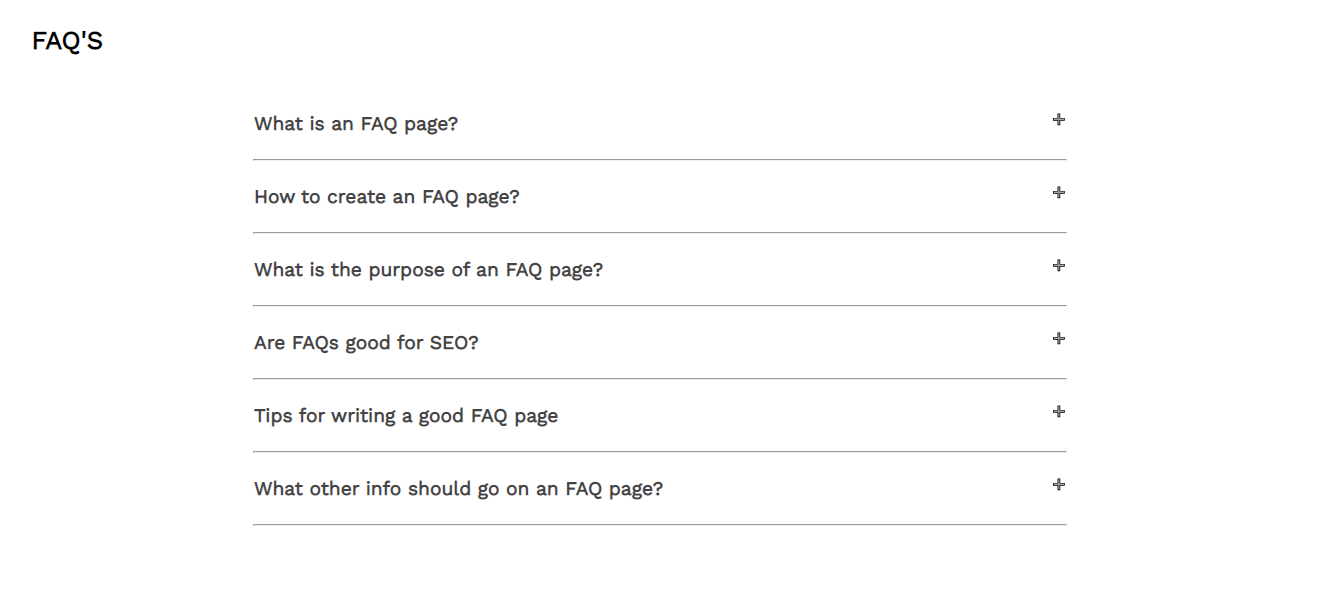 FAQ'S
What is an FAQ page?
How to create an FAQ page?
What is the purpose of an FAQ page?
Are FAQs good for SEO?
Tips for writing a good FAQ page
What other info should go on an FAQ page?